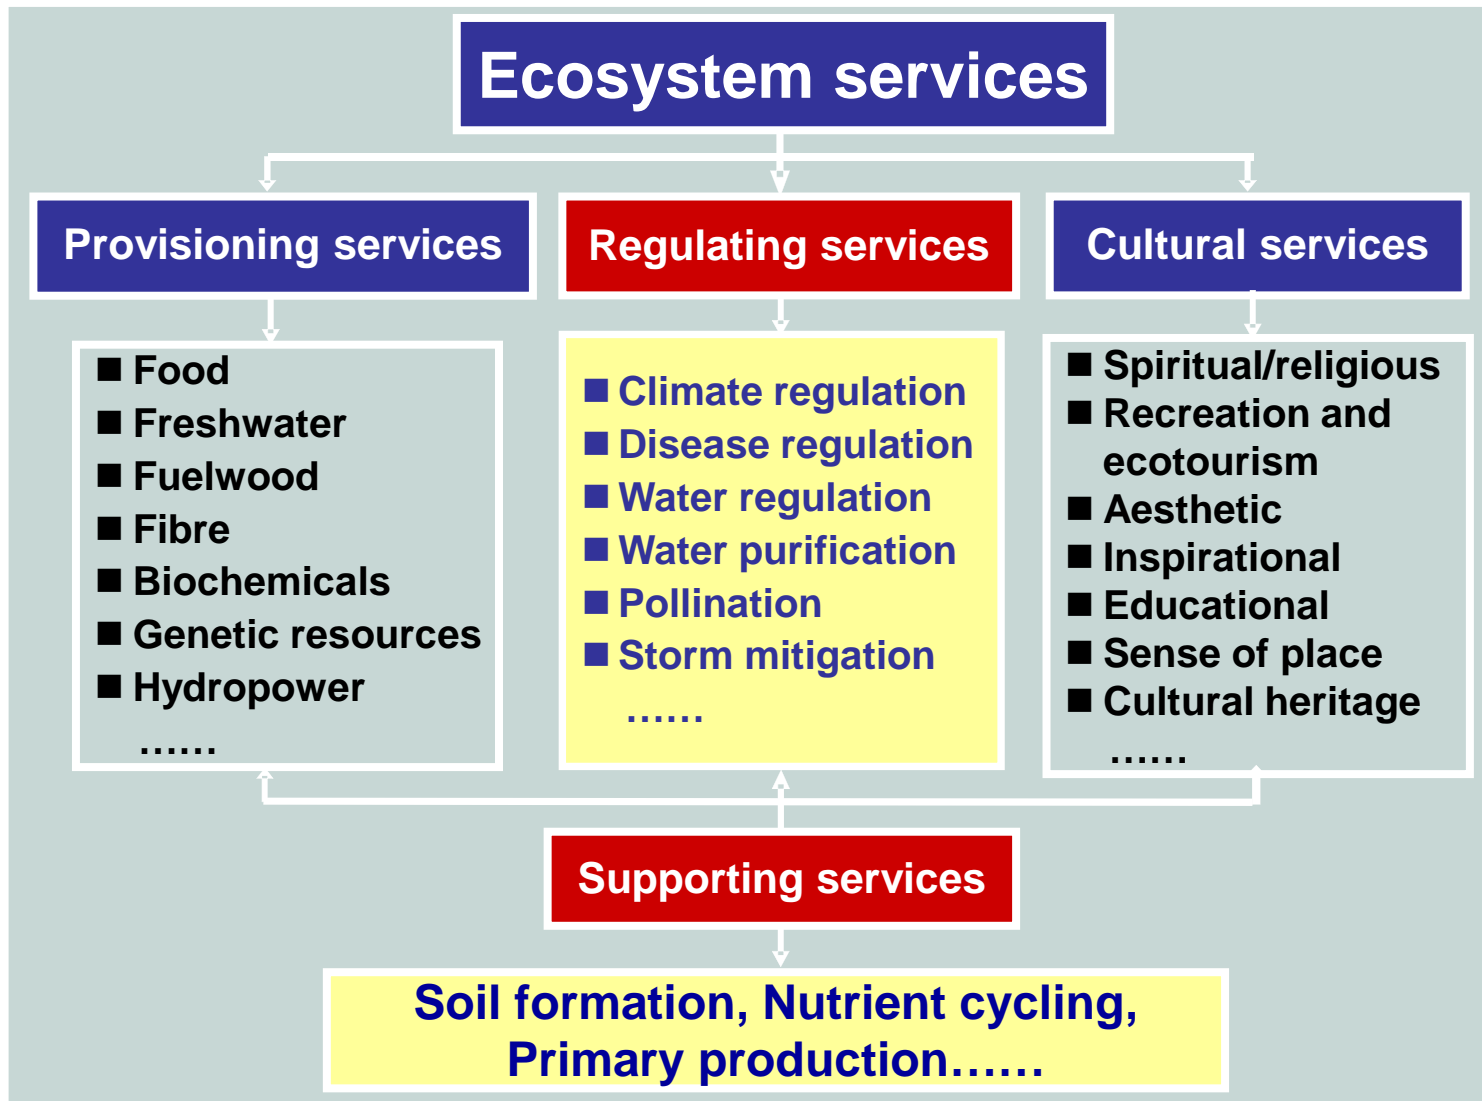 Ecosystem services
Provisioning services
Regulating services
Cultural services
■ Food
■ Freshwater
■ Fuelwood
■ Fibre
■ Biochemicals
■ Genetic resources
■ Hydropower
……
■ Climate regulation
■ Disease regulation
■ Water regulation
■ Water purification
■ Pollination
■ Storm mitigation
……
■ Spiritual/religious
■ Recreation and
ecotourism
■ Aesthetic
■ Inspirational
■ Educational
■ Sense of place
■ Cultural heritage
……
Supporting services
Soil formation, Nutrient cycling,
Primary production……